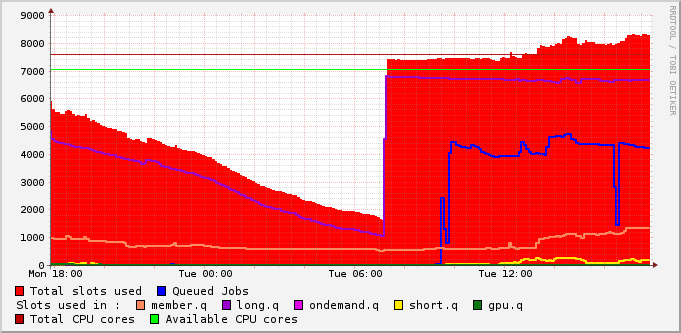 RRDTOOL / TOBI OETIKER
9000
8000
7000
6000
5000
4000
3000
2000
1000
0
Mon 18:00 Tue 00:00 Tue 06:00 Tue 12:00
Total slots used Queued Jobs
Slots used in : member.q long.q ondemand.q short.q gpu.q
Total CPU cores Available CPU cores